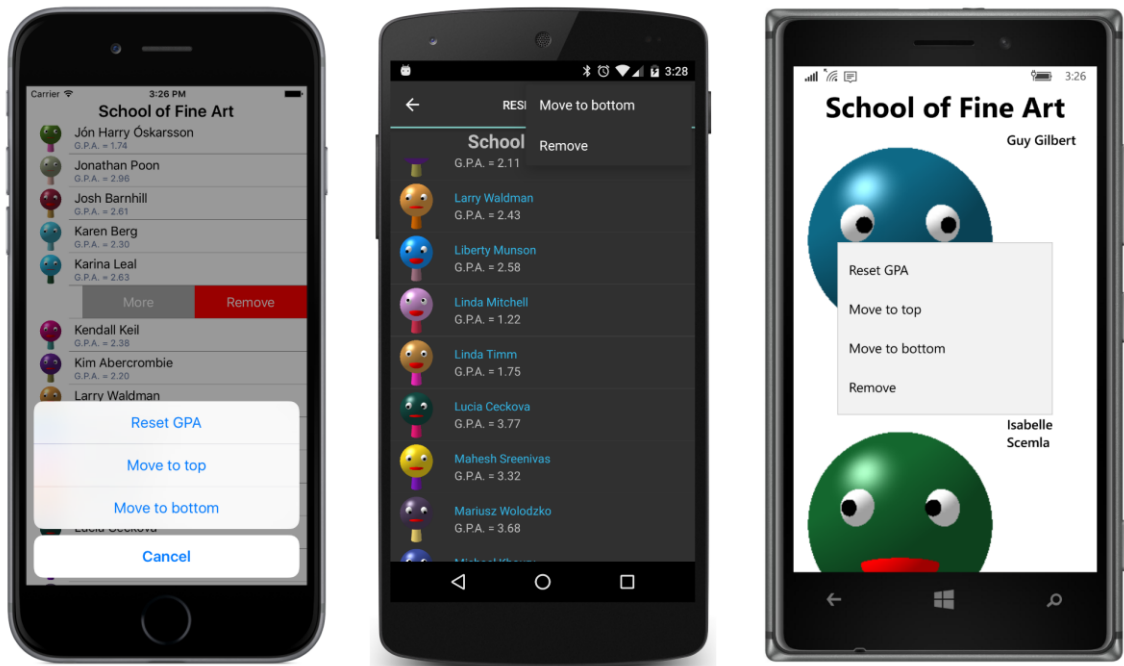 Carrier 3:26 PM
School of Fine Art
Jón Harry Óskarsson
G.P.A. = 1.74
Jonathan Poon
G.P.A. = 2.96
Josh Barnhill
G.P.A. = 2.61
Karen Berg
G.P.A. = 2.30
Karina Leal
G.P.A. = 2.63
More Remove
Kendall Keil
G.P.A. = 2.38
Kim Abercrombie
G.P.A. = 2.20
Larry Waldman
Reset GPA
Move to top
Move to bottom
Lucia Ceckova
Cancel
3:28
RESE
Move to bottom
Remove
School
G.P.A. = 2.11
Larry Waldman
G.P.A. = 2.43
Liberty Munson
G.P.A. = 2.58
Linda Mitchell
G.P.A. = 1.22
Linda Timm
G.P.A. = 1.75
Lucia Ceckova
G.P.A. = 3.77
Mahesh Sreenivas
G.P.A. = 3.32
Mariusz Wolodzko
G.P.A. = 3.68
3:26
School of Fine Art
Guy Gilbert
Reset GPA
Move to top
Move to bottom
Remove
Isabelle
Scemla